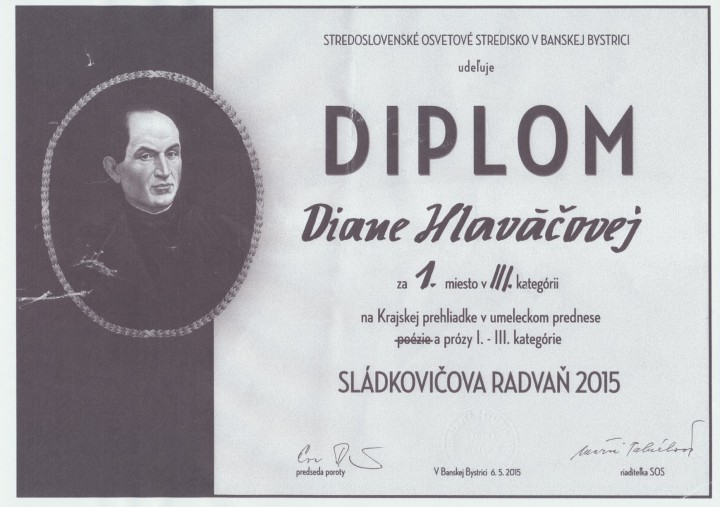 STREDOSLOVENSKÉ OSVETOVÉ STREDISKO V BANSKEJ BYSTRICI
udeľuje
DIPLOM
Diane Hlaváčovej
za 1. miesto v III. kategórii
na Krajskej prehliadke v umeleckom prednese
poézie a prózy I. - III. kategórie
SLÁDKOVIČOVA RADVAŇ 2015
predseda poroty
V Banskej Bystrici 6. 5. 2015
riaditeľka SOS